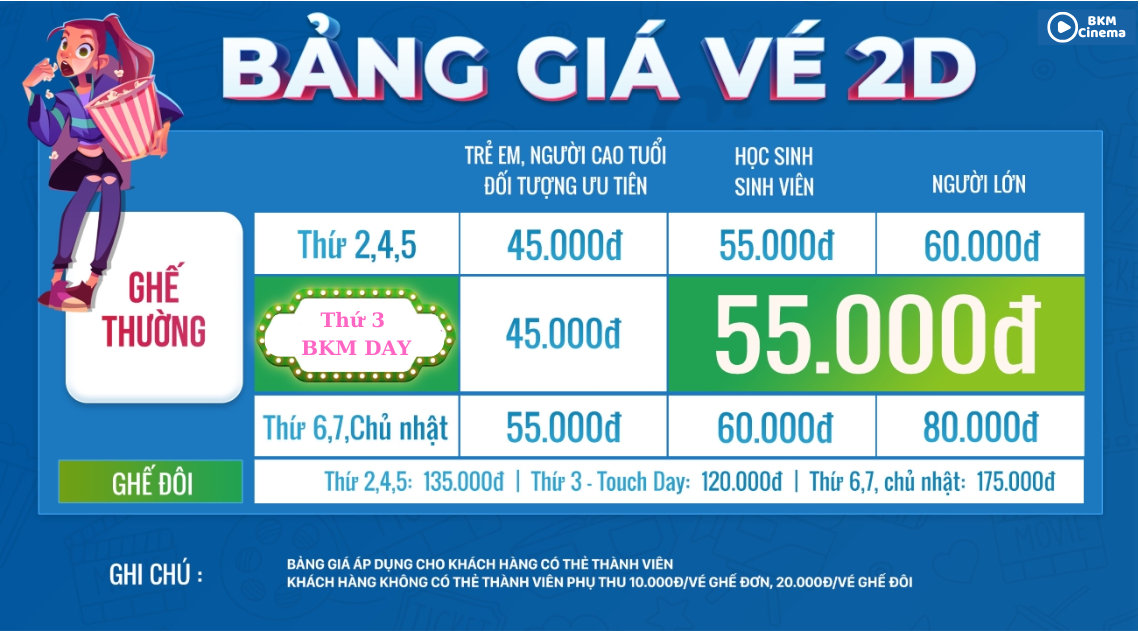 BKM
Cinema
BẢNG GIÁ VÉ 2D
TRẺ EM, NGƯỜI CAO TUỔI
ĐỐI TƯỢNG ƯU TIÊN
HỌC SINH
SINH VIÊN
NGƯỜI LỚN
GHẾ
THƯỜNG
Thứ 2,4,5 45.000đ 55.000đ 60.000đ
Thứ 3
BKM DAY
45.000đ 55.000đ
Thứ 6,7,Chủ nhật 55.000đ 60.000đ 80.000đ
GHẾ ĐÔI Thứ 2,4,5: 135.000đ | Thứ 3 - Touch Day: 120.000đ | Thứ 6,7, chủ nhật: 175.000đ
GHI CHÚ :
BẢNG GIÁ ÁP DỤNG CHO KHÁCH HÀNG CÓ THẺ THÀNH VIÊN
KHÁCH HÀNG KHÔNG CÓ THẺ THÀNH VIÊN PHỤ THU 10.000Đ/VÉ GHẾ ĐƠN, 20.000Đ/VÉ GHẾ ĐÔI
MOVIE
TICKET